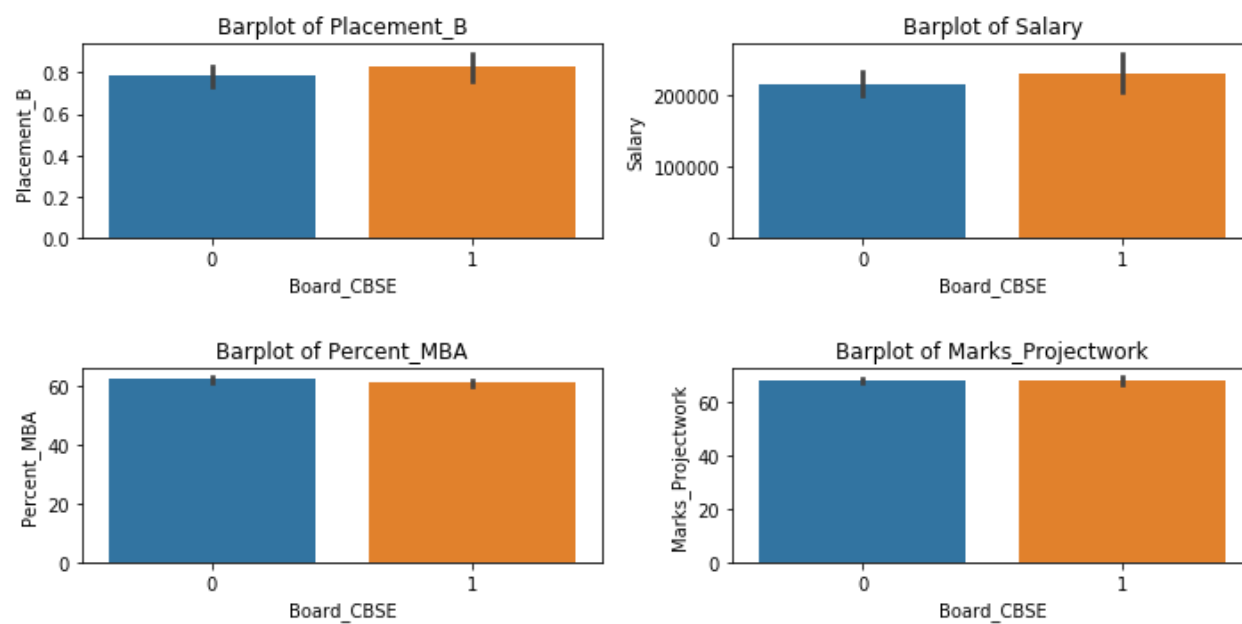 Barplot of Placement_B
Placement_B
0.8
0.6
0.4
0.2
0.0
0 1
Board_CBSE
Barplot of Salary
Salary
200000
100000
0
0 1
Board_CBSE
Barplot of Percent_MBA
Percent_MBA
60
40
20
0
0 1
Board_CBSE
Barplot of Marks_Projectwork
Marks_Projectwork
60
40
20
0
0 1
Board_CBSE